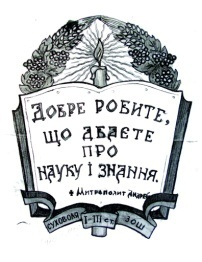 ДОБРЕ РОБИТЕ,
ЩО ДБАЄТЕ
ПРО
НАУКУ І ЗНАННЯ.
Митрополит Андрей
СУХОВОЛЯ I-III ст. ЗОШ